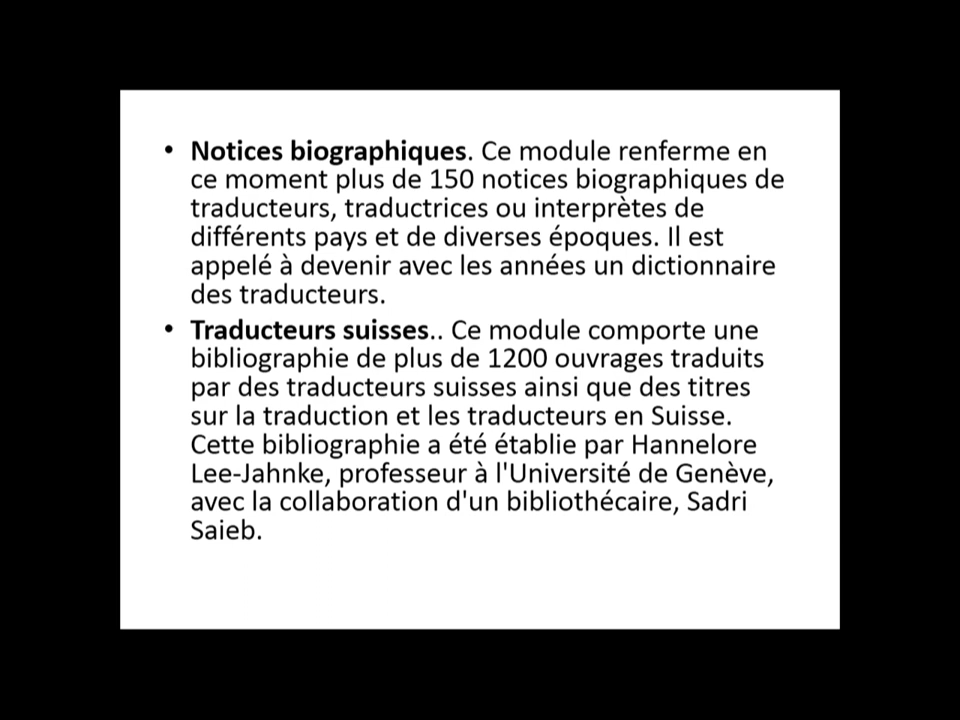 • Notices biographiques. Ce module renferme en
ce moment plus de 150 notices biographiques de
traducteurs, traductrices ou interprètes de
différents pays et de diverses époques. Il est
appelé à devenir avec les années un dictionnaire
des traducteurs.
• Traducteurs suisses.. Ce module comporte une
bibliographie de plus de 1200 ouvrages traduits
par des traducteurs suisses ainsi que des titres
sur la traduction et les traducteurs en Suisse.
Cette bibliographie a été établie par Hannelore
Lee-Jahnke, professeur à l'Université de Genève,
avec la collaboration d'un bibliothécaire, Sadri
Saieb.